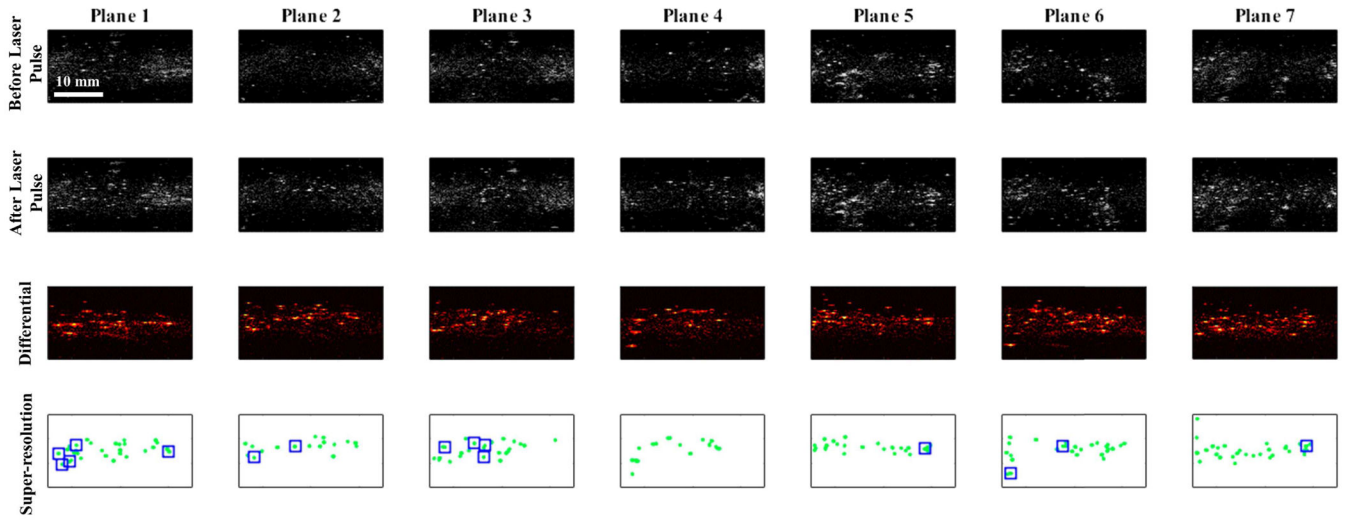 Plane 1 Plane 2 Plane 3 Plane 4 Plane 5 Plane 6 Plane 7
Before Laser
Pulse
10 mm
After Laser
Pulse
Differential
Super-resolution